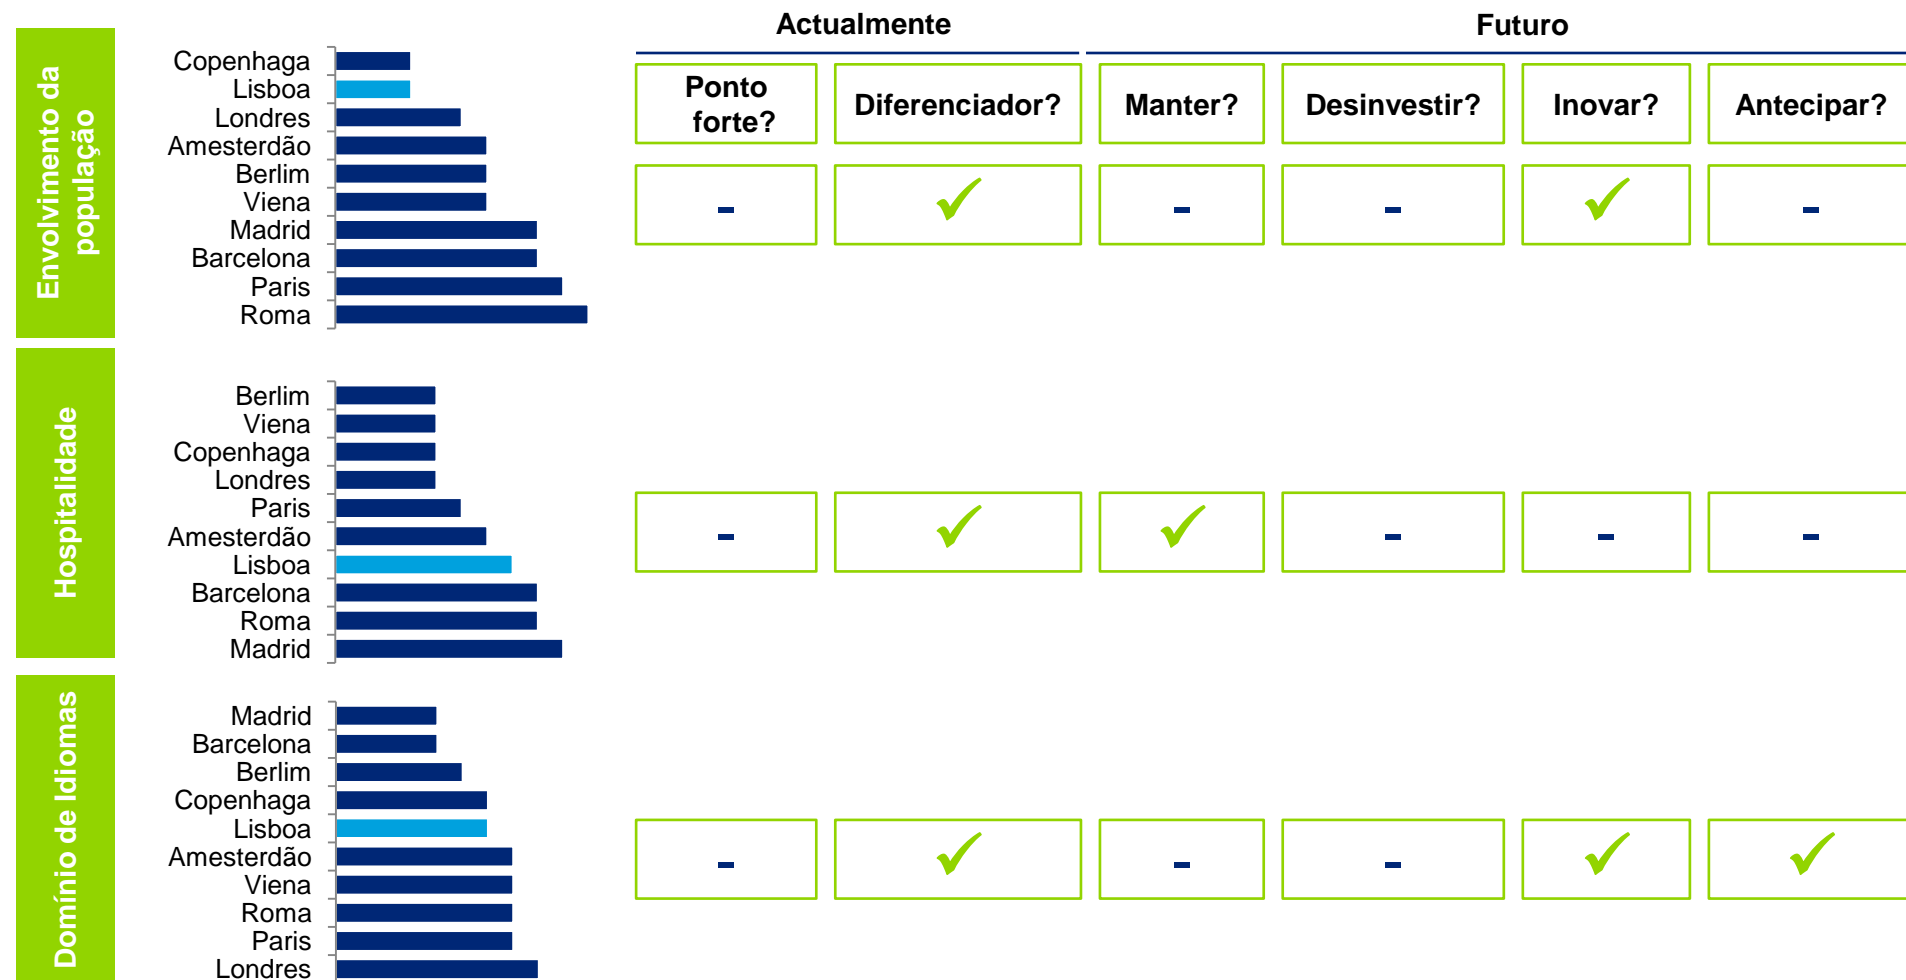 Actualmente
Futuro
Ponto
forte?
Diferenciador?
Manter?
Desinvestir?
Inovar?
Antecipar?
Envolvimento da
população
Copenhaga
Lisboa
Londres
Amesterdão
Berlim
Viena
Madrid
Barcelona
Paris
Roma
-
✓
-
-
✓
-
Hospitalidade
Berlim
Viena
Copenhaga
Londres
Paris
Amesterdão
Lisboa
Barcelona
Roma
Madrid
-
✓
✓
-
-
-
Domínio de Idiomas
Madrid
Barcelona
Berlim
Copenhaga
Lisboa
Amesterdão
Viena
Roma
Paris
Londres
-
✓
-
-
✓
✓